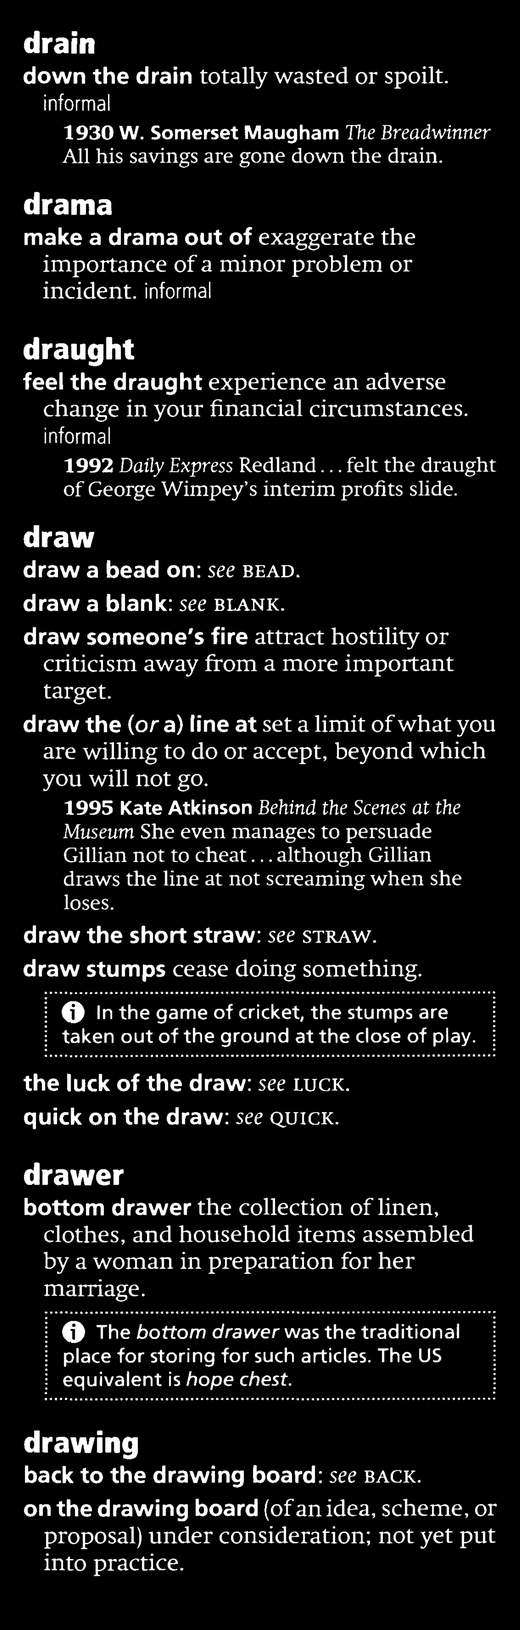 drain
down the drain totally wasted or spoilt.
informal
1930 W. Somerset Maugham The Breadwinner
All his savings are gone down the drain.
drama
make a drama out of exaggerate the
importance of a minor problem or
incident. informal
draught
feel the draught experience an adverse
change in your financial circumstances.
informal
1992 Daily Express Redland...felt the draught
of George Wimpey's interim profits slide.
draw
draw a bead on: see BEAD.
draw a blank: see BLANK.
draw someone's fire attract hostility or
criticism away from a more important
target.
draw the (or a) line at set a limit of what you
are willing to do or accept, beyond which
you will not go.
1995 Kate Atkinson Behind the Scenes at the
Museum She even manages to persuade
Gillian not to cheat...although Gillian
draws the line at not screaming when she
loses.
draw the short straw: see STRAW.
draw stumps cease doing something.
i In the game of cricket, the stumps are
taken out of the ground at the close of play.
the luck of the draw: see LUCK.
quick on the draw: see QUICK.
drawer
bottom drawer the collection of linen,
clothes, and household items assembled
by a woman in preparation for her
marriage.
i The bottom drawer was the traditional
place for storing for such articles. The US
equivalent is hope chest.
drawing
back to the drawing board: see BACK.
on the drawing board (of an idea, scheme, or
proposal) under consideration; not yet put
into practice.